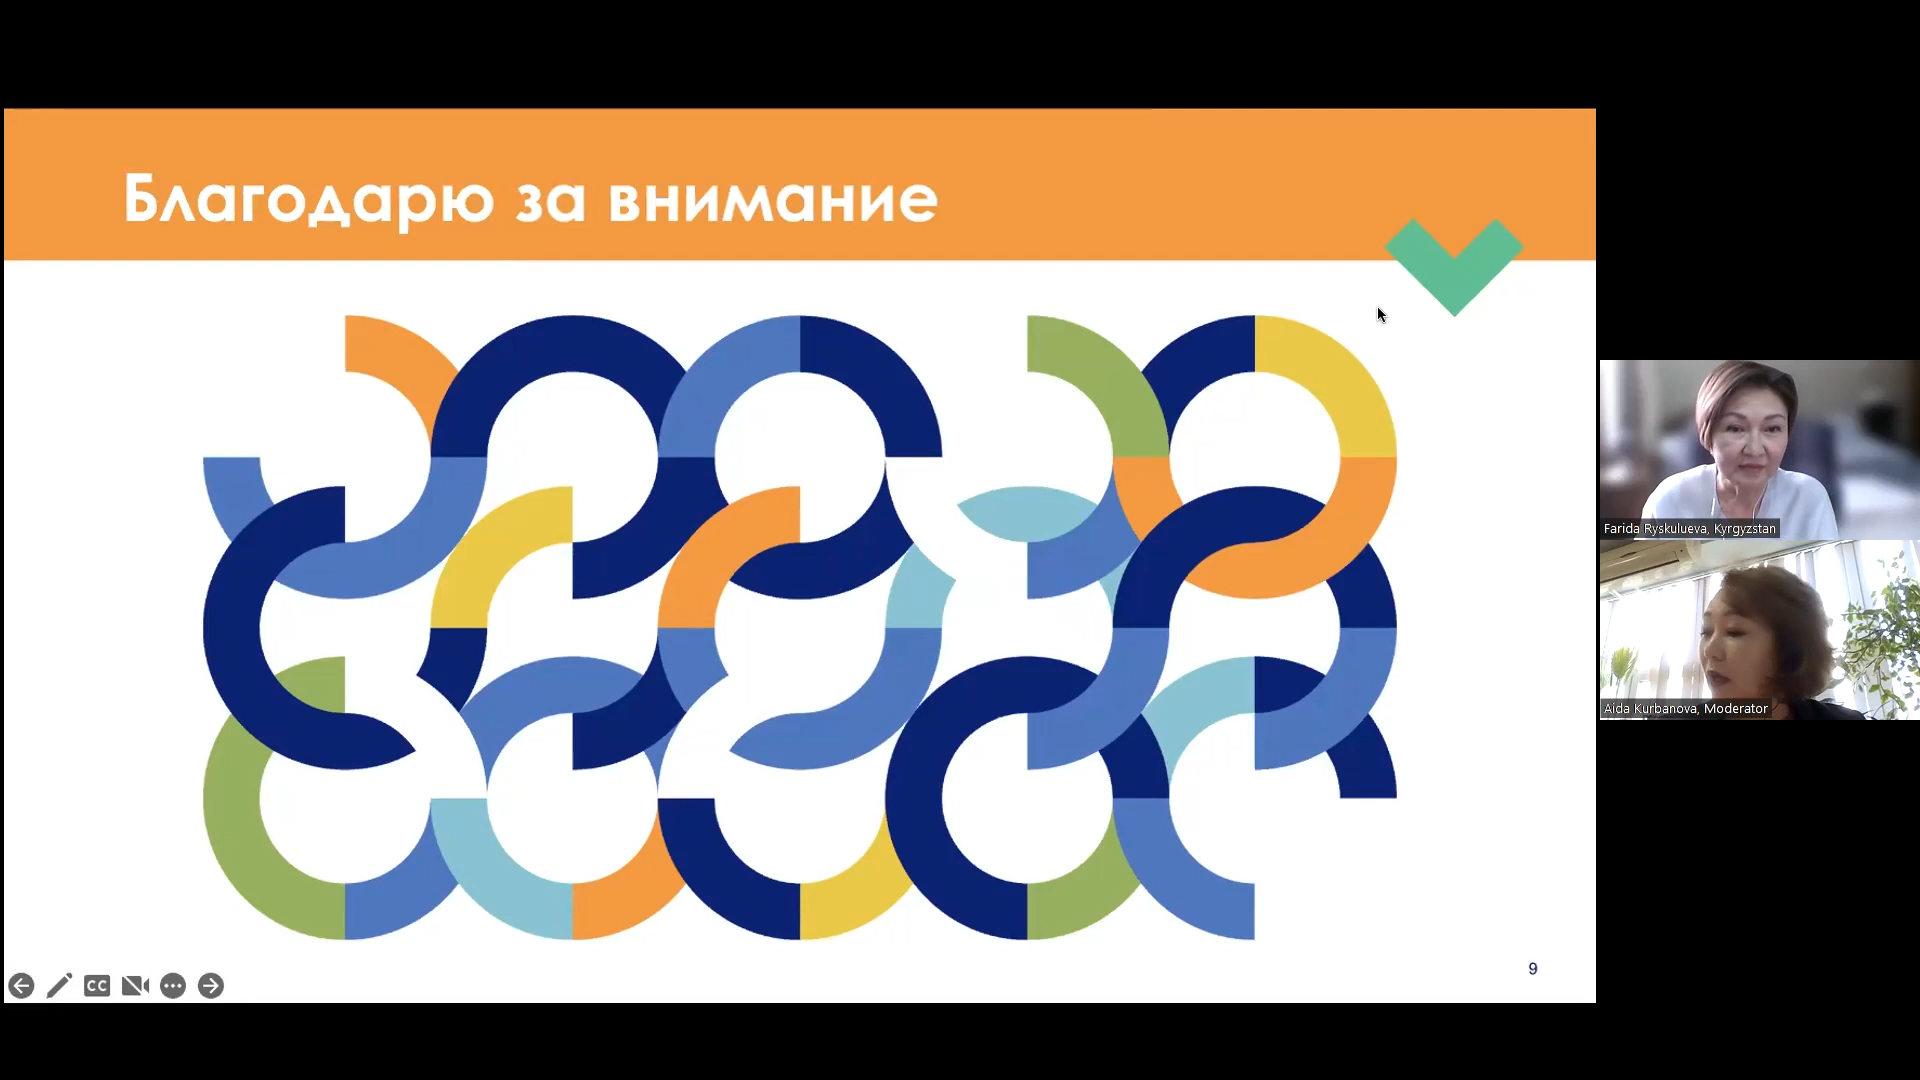 Благодарю за внимание
Farida Ryskulueva, Kyrgyzstan
Aida Kurbanova, Moderator
CC
9